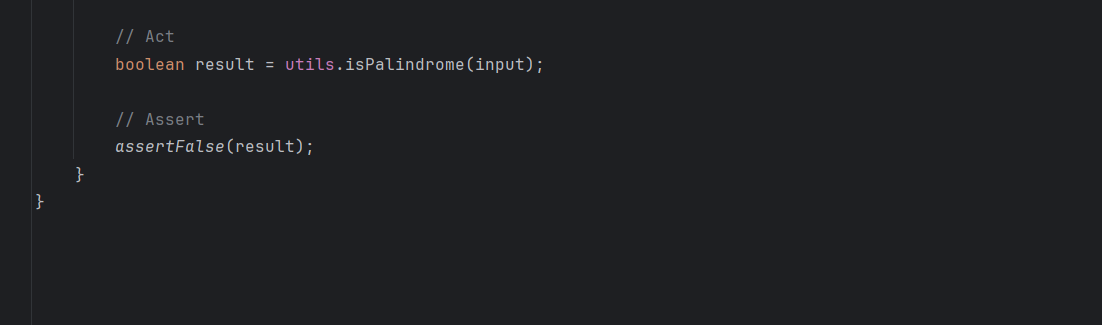 // Act
boolean result = utils.isPalindrome(input);
// Assert
assertFalse(result);
}
}